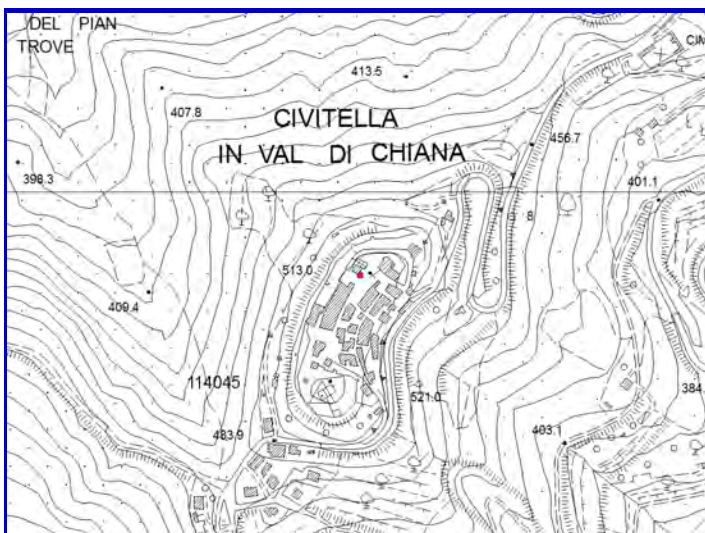 DEL PIAN
TROVE
413.5
CIM
407.8
CIVITELLA
456.7
IN VAL DI CHIANA
398.3
401.1
8
513.0
409.4
114045
384.
521.0
483.9
403.1